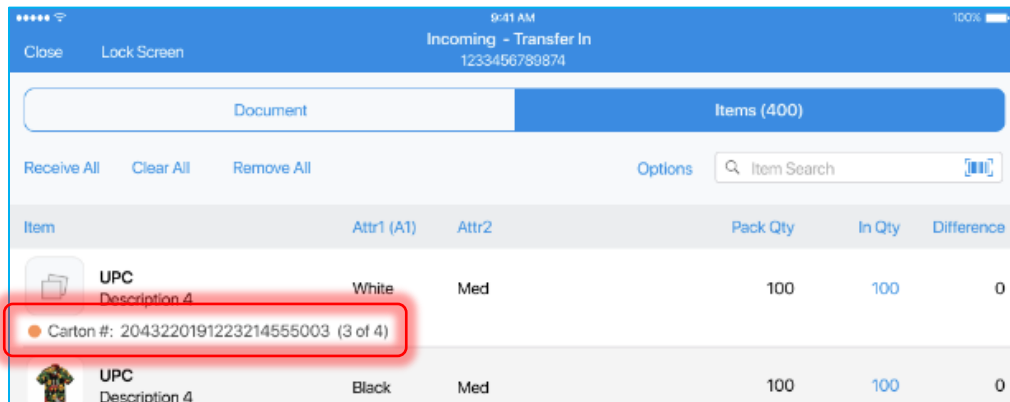 9:41 AM
100%
Close Lock Screen Incoming - Transfer In
1233456789874
Document Items (400)
Receive All Clear All Remove All Options Item Search
Item Attr1 (A1) Attr2 Pack Qty In Qty Difference
UPC
Description 4 White Med 100 100 0
Carton #: 2043220191223214555003 (3 of 4)
UPC
Description 4 Black Med 100 100 0